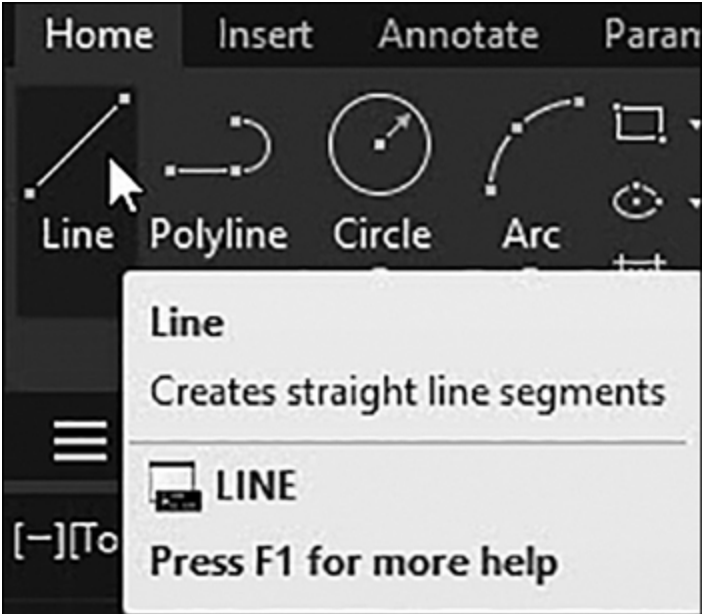 Home Insert Annotate Param
Line Polyline Circle Arc
Line
Creates straight line segments
LINE
Press F1 for more help
[−][To